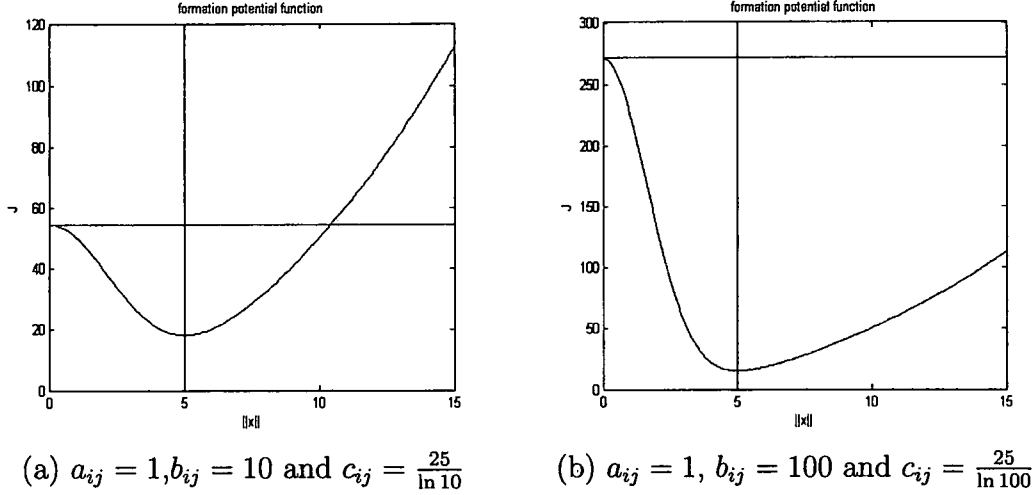 formation potential function
120
100
80
60
40
20
0
J
0 5 10 15
||x||
(a) a_{ij} = 1,b_{ij} = 10 and c_{ij} = \frac{25}{\ln 10}
formation potential function
300
250
200
150
100
50
0
J
0 5 10 15
||x||
(b) a_{ij} = 1, b_{ij} = 100 and c_{ij} = \frac{25}{\ln 100}